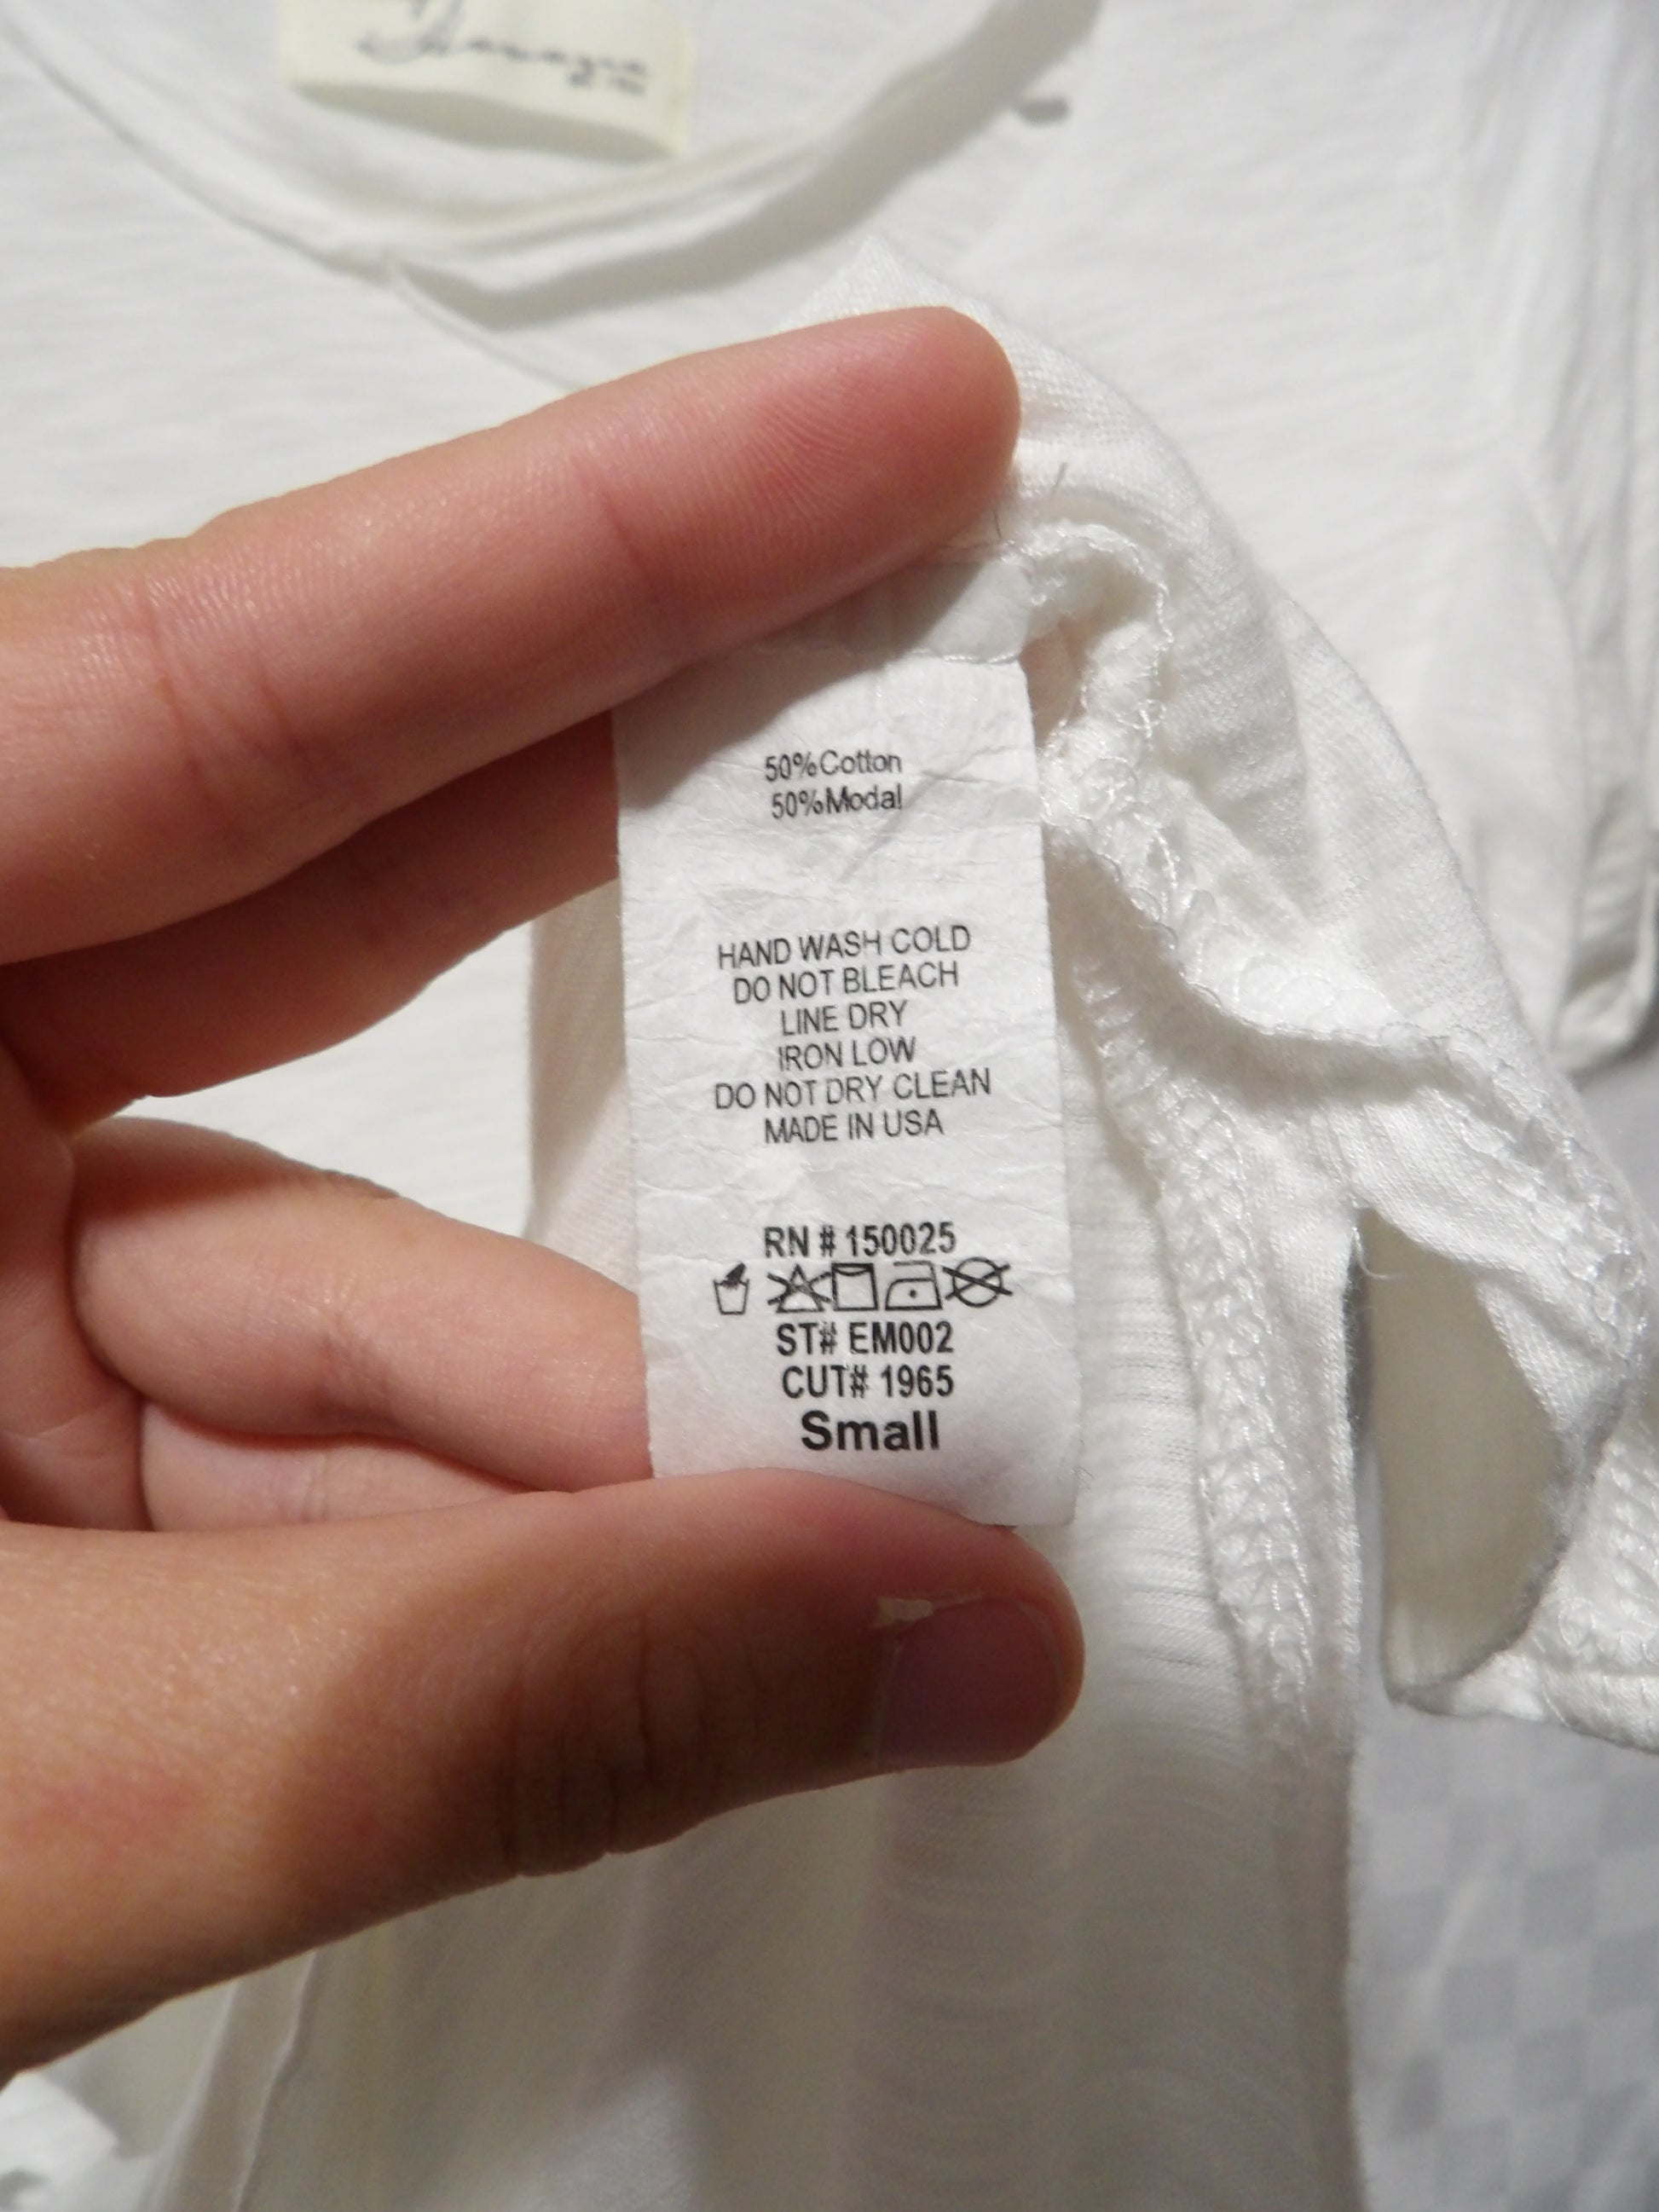 50%Cotton
50%Modal
HAND WASH COLD
DO NOT BLEACH
LINE DRY
IRON LOW
DO NOT DRY CLEAN
MADE IN USA
RN # 150025
ST# EM002
CUT# 1965
Small